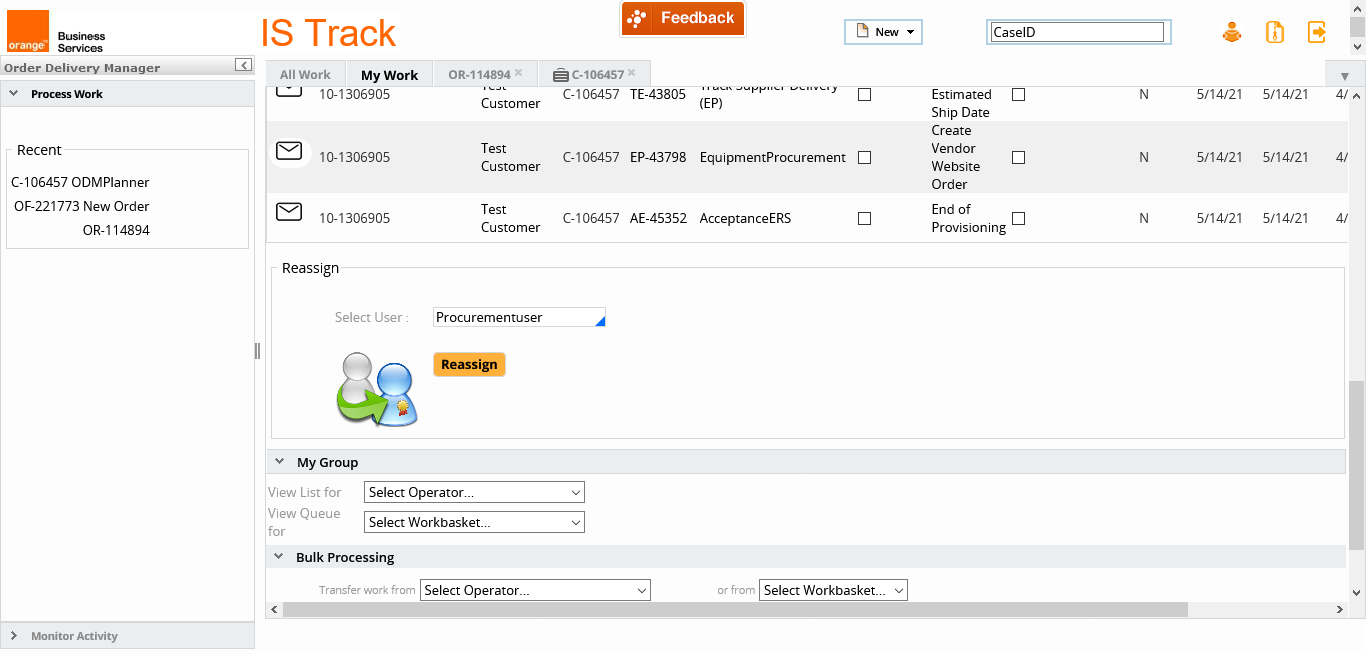 orange™
Business
Services
IS Track
Feedback
New
CaseID
Order Delivery Manager
Process Work
Recent
C-106457 ODMPlanner
OF-221773 New Order
OR-114894
All Work
My Work
OR-114894 ×
C-106457 ×
10-1306905 Test Customer C-106457 TE-43805 Track Supplier Delivery (EP) Estimated Ship Date N 5/14/21 5/14/21 4/
10-1306905 Test Customer C-106457 EP-43798 EquipmentProcurement Create Vendor Website Order N 5/14/21 5/14/21 4/
10-1306905 Test Customer C-106457 AE-45352 AcceptanceERS End of Provisioning N 5/14/21 5/14/21 4/
Reassign
Select User : Procurementuser
Reassign
My Group
View List for Select Operator...
View Queue for Select Workbasket...
Bulk Processing
Transfer work from Select Operator... or from Select Workbasket...
Monitor Activity